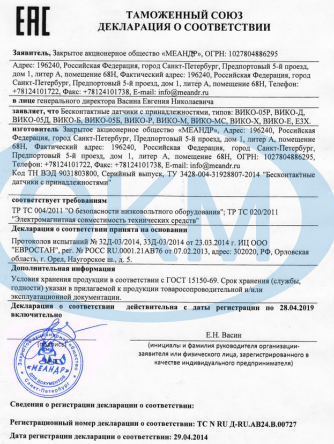 EAC
ТАМОЖЕННЫЙ СОЮЗ
ДЕКЛАРАЦИЯ О СООТВЕТСТВИИ
Заявитель, Закрытое акционерное общество «МЕАНДР», ОГРН: 1027804886295
Адрес: 196240, Российская Федерация, город Санкт-Петербург, Предпортовый 5-й проезд,
дом 1, литер А, помещение 68Н, Фактический адрес: 196240, Российская Федерация,
город Санкт-Петербург, Предпортовый 5-й проезд, дом 1, литер А, помещение 68Н, Телефон:
+78124101722, Факс: +78124101722, E-mail: info@meandr.ru
в лице генерального директора Васина Евгения Николаевича
заявляет, что Бесконтактные датчики с принадлежностями, типов: ВИКО-05Р, ВИКО-Д,
ВИКО-05Д, ВИКО-Б, ВИКО-05Б, ВИКО-Р, ВИКО-М, ВИКО-МС, ВИКО-Х, ВИКО-Е, Е3Х
изготовитель Закрытое акционерное общество «МЕАНДР», Адрес: 196240, Российская
Федерация, город Санкт-Петербург, Предпортовый 5-й проезд, дом 1, литер А, помещение
68Н, Фактический адрес: 196240, Российская Федерация, город Санкт-Петербург,
Предпортовый 5-й проезд, дом 1, литер А, помещение 68Н, ОГРН: 1027804886295, Телефон:
+78124101722, Факс: +78124101722, E-mail: info@meandr.ru
Код ТН ВЭД 9031803800, Серийный выпуск, ТУ 3428-004-31928807-2014 "Бесконтактные
датчики с принадлежностями"
соответствует требованиям
ТР ТС 004/2011 "О безопасности низковольтного оборудования"; ТР ТС 020/2011
"Электромагнитная совместимость технических средств"
Декларация о соответствии принята на основании
Протоколов испытаний № 32Д-03/2014, 33Д-03/2014 от 23.03.2014 г. ИЦ ООО
"ЕВРОСТАН", рег. № РОСС RU.0001.21АВ76 от 07.02.2013, адрес: 302020, РФ, Орловская
область, г. Орел, Наугорское ш., д. 5.
Дополнительная информация
Условия хранения продукции в соответствии с ГОСТ 15150-69. Срок хранения (службы,
годности) указан в прилагаемой к продукции товаросопроводительной и/или
эксплуатационной документации.
Декларация о соответствии действительна с даты регистрации по 28.04.2019
включительно
«МЕАНДР»
Е.Н. Васин
(инициалы и фамилия руководителя организации-
заявителя или физического лица, зарегистрированного в
качестве индивидуального предпринимателя)
Сведения о регистрации декларации о соответствии:
Регистрационный номер декларации о соответствии: ТС N RU Д-RU.АВ24.В.00727
Дата регистрации декларации о соответствии: 29.04.2014